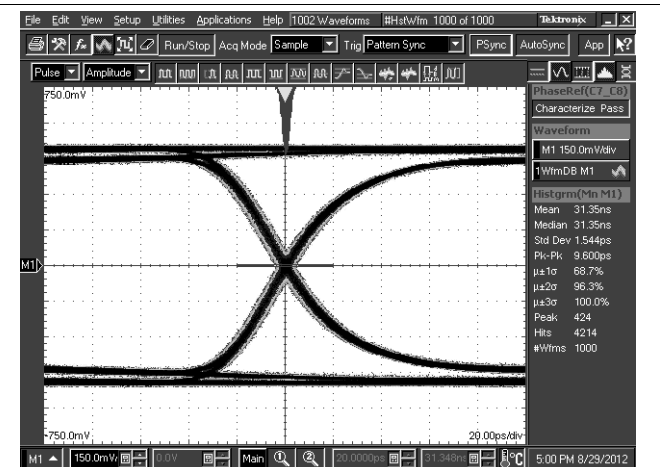 File Edit View Setup Utilities Applications Help 1002 Waveforms #HstWfm 1000 of 1000 Tektronix
Run/Stop Acq Mode Sample Trig Pattern Sync PSync AutoSync App
Pulse Amplitude
750.0mV
PhaseRef(C7_C8)
Characterize Pass
Waveform
M1 150.0mV/div
1WfmDB M1
Histgrm(Mn M1)
Mean 31.35ns
Median 31.35ns
Std Dev 1.544ps
Pk-Pk 9.600ps
µ±1σ 68.7%
µ±2σ 96.3%
µ±3σ 100.0%
Peak 424
Hits 4214
#Wfms 1000
M1
-750.0mV 20.00ps/div
M1 150.0mV/ 0.0V Main 20.0000ps 31.348ns °C 5:00 PM 8/29/2012